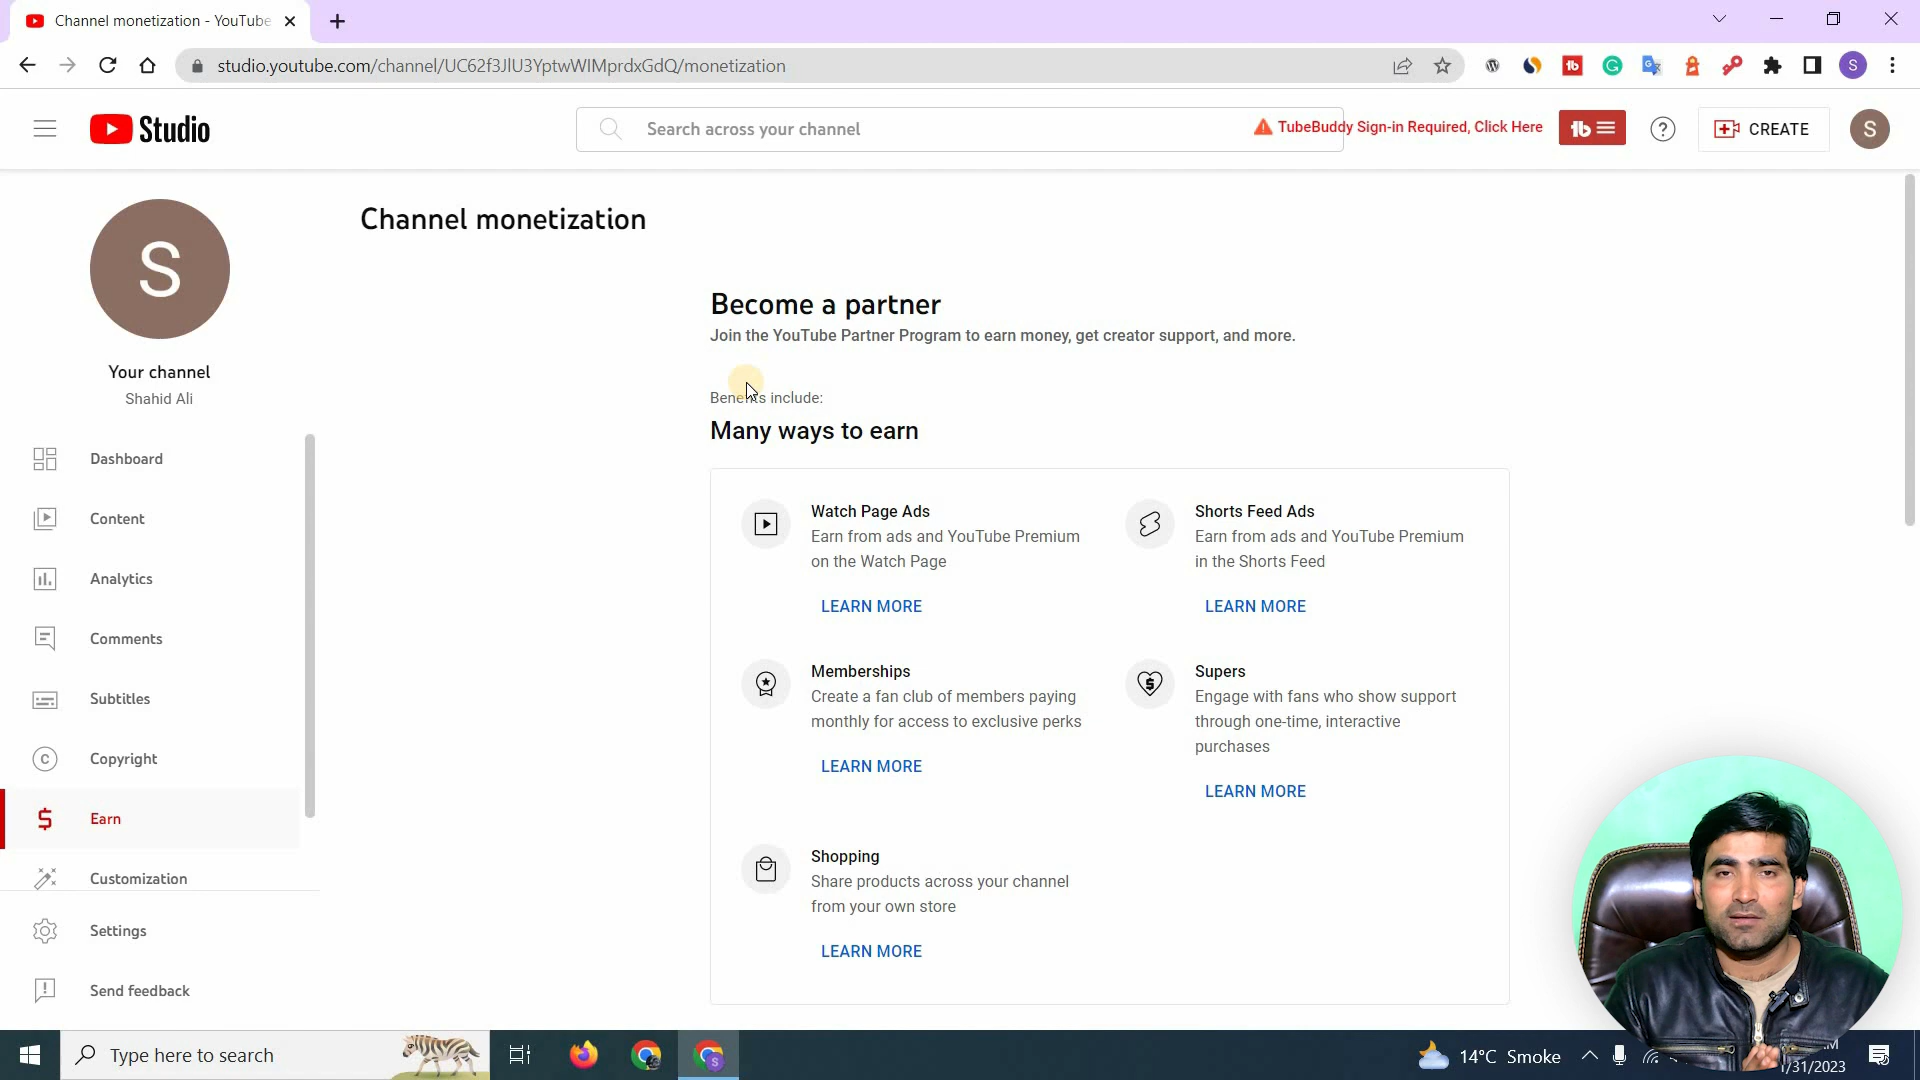 Channel monetization - YouTube
studio.youtube.com/channel/UC62f3JlU3YptwWIMprdxGdQ/monetization
S
Studio
Search across your channel
TubeBuddy Sign-in Required, Click Here
CREATE
S
S
Your channel
Shahid Ali
Dashboard
Content
Analytics
Comments
Subtitles
Copyright
Earn
Customization
Settings
Send feedback
Channel monetization
Become a partner
Join the YouTube Partner Program to earn money, get creator support, and more.
Benefits include:
Many ways to earn
Watch Page Ads
Earn from ads and YouTube Premium
on the Watch Page
LEARN MORE
Shorts Feed Ads
Earn from ads and YouTube Premium
in the Shorts Feed
LEARN MORE
Memberships
Create a fan club of members paying
monthly for access to exclusive perks
LEARN MORE
Supers
Engage with fans who show support
through one-time, interactive
purchases
LEARN MORE
Shopping
Share products across your channel
from your own store
LEARN MORE
Type here to search
14°C Smoke
1/31/2023